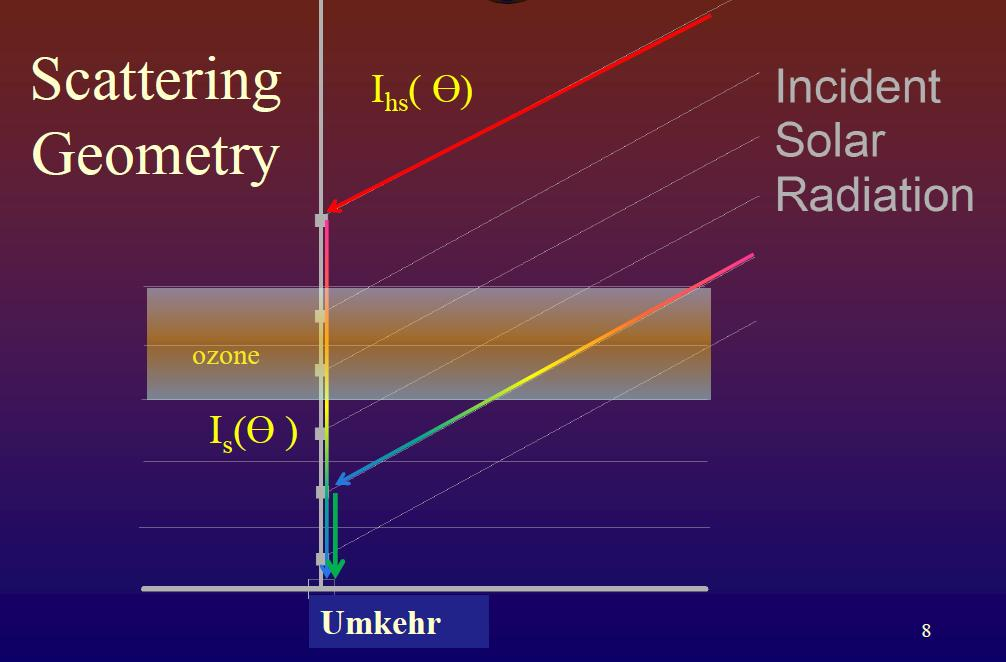 Scattering
Geometry
Ihs( Ө)
Incident
Solar
Radiation
ozone
Is(Ө )
Umkehr
8